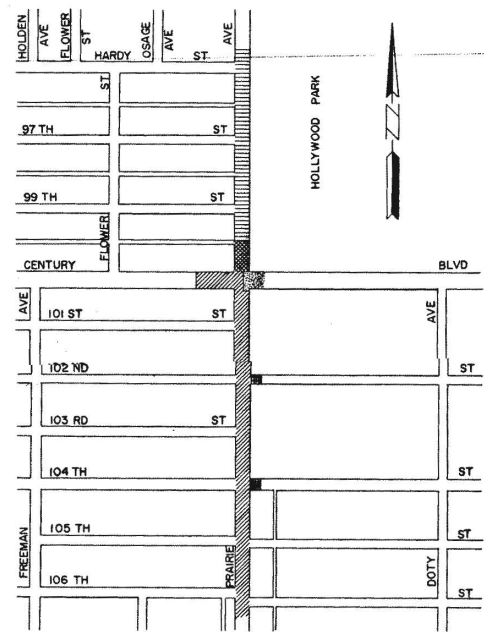 HOLDEN
AVE
FLOWER
ST
OSAGE
AVE
AVE
HARDY ST
ST
HOLLYWOOD PARK
N
97 TH ST
99 TH ST
FLOWER
CENTURY BLVD
AVE
101 ST ST
AVE
102 ND ST
103 RD ST
104 TH ST
105 TH ST
FREEMAN
PRAIRIE
DOTY
106 TH ST